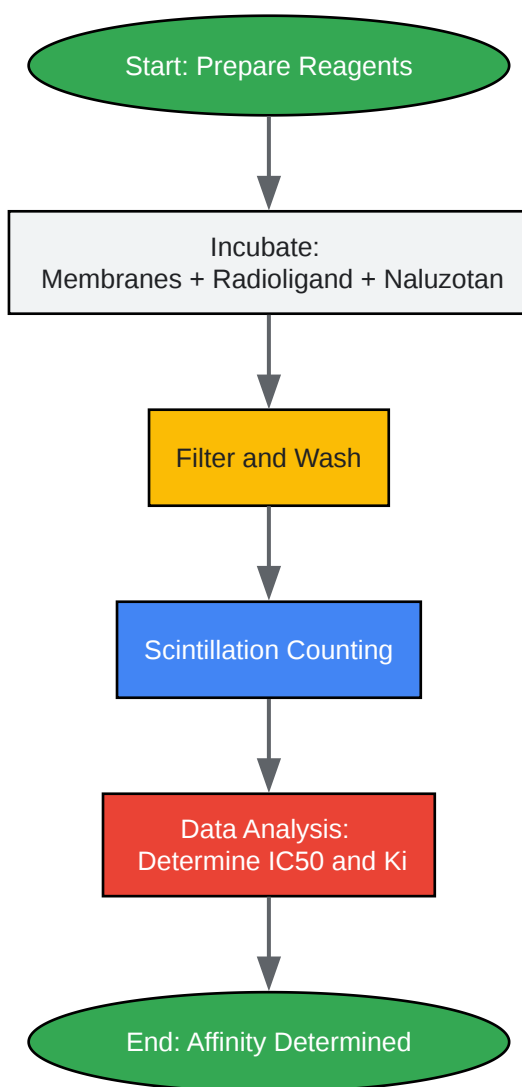 Start: Prepare Reagents
Incubate:
Membranes + Radioligand + Naluzotan
Filter and Wash
Scintillation Counting
Data Analysis:
Determine IC50 and Ki
End: Affinity Determined